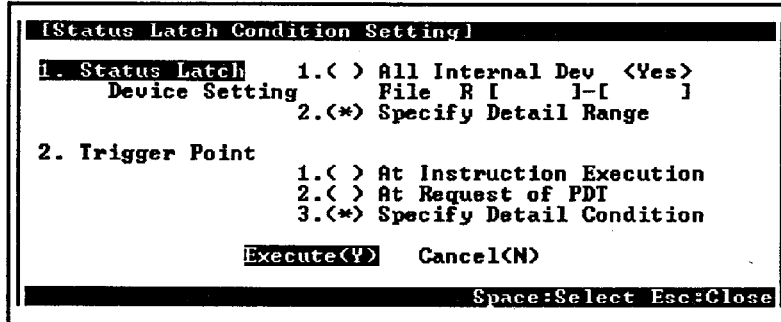 [Status Latch Condition Setting]
1. Status Latch 1.( ) All Internal Dev <Yes>
Device Setting File R [ ]-[ ]
2.(*) Specify Detail Range
2. Trigger Point
1.( ) At Instruction Execution
2.( ) At Request of PDT
3.(*) Specify Detail Condition
Execute(Y) Cancel(N)
Space:Select Esc:Close